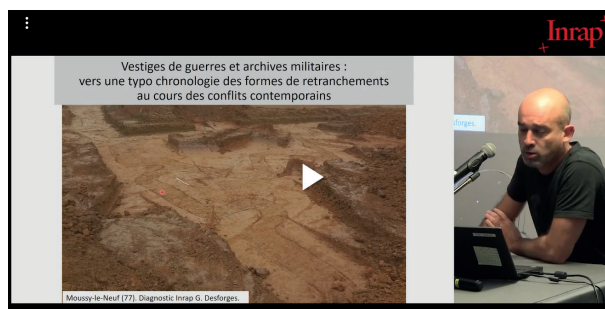 Inrap
Vestiges de guerres et archives militaires :
vers une typo chronologie des formes de retranchements
au cours des conflits contemporains
Moussy-le-Neuf (77). Diagnostic Inrap G. Desforges.